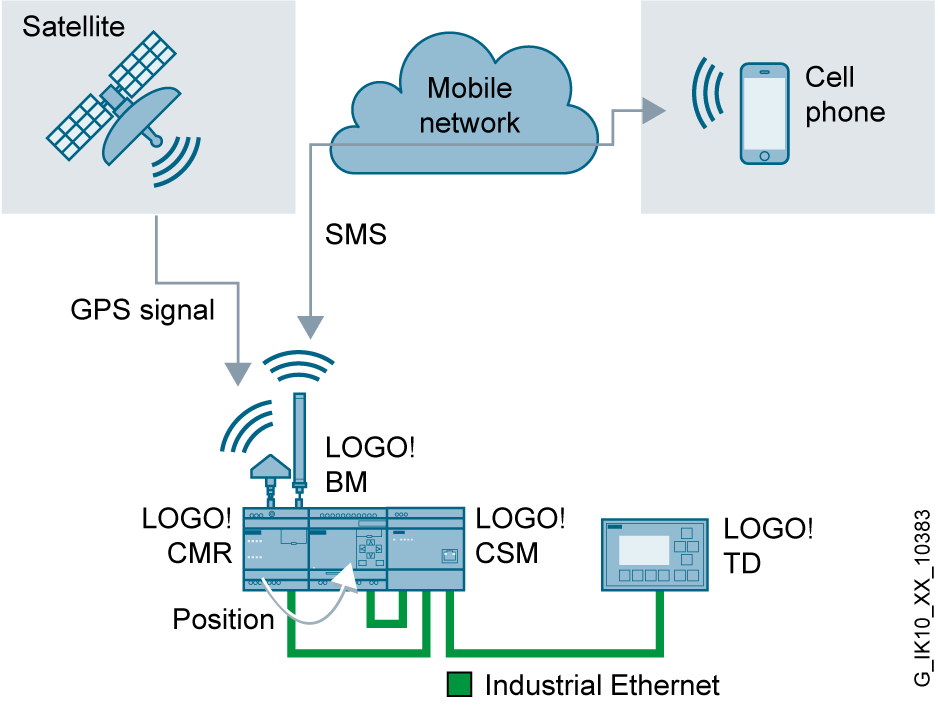 Satellite
Mobile
network
Cell
phone
SMS
GPS signal
LOGO!
BM
LOGO!
CMR
LOGO!
CSM
LOGO!
TD
Position
Industrial Ethernet
G_IK10_XX_10383